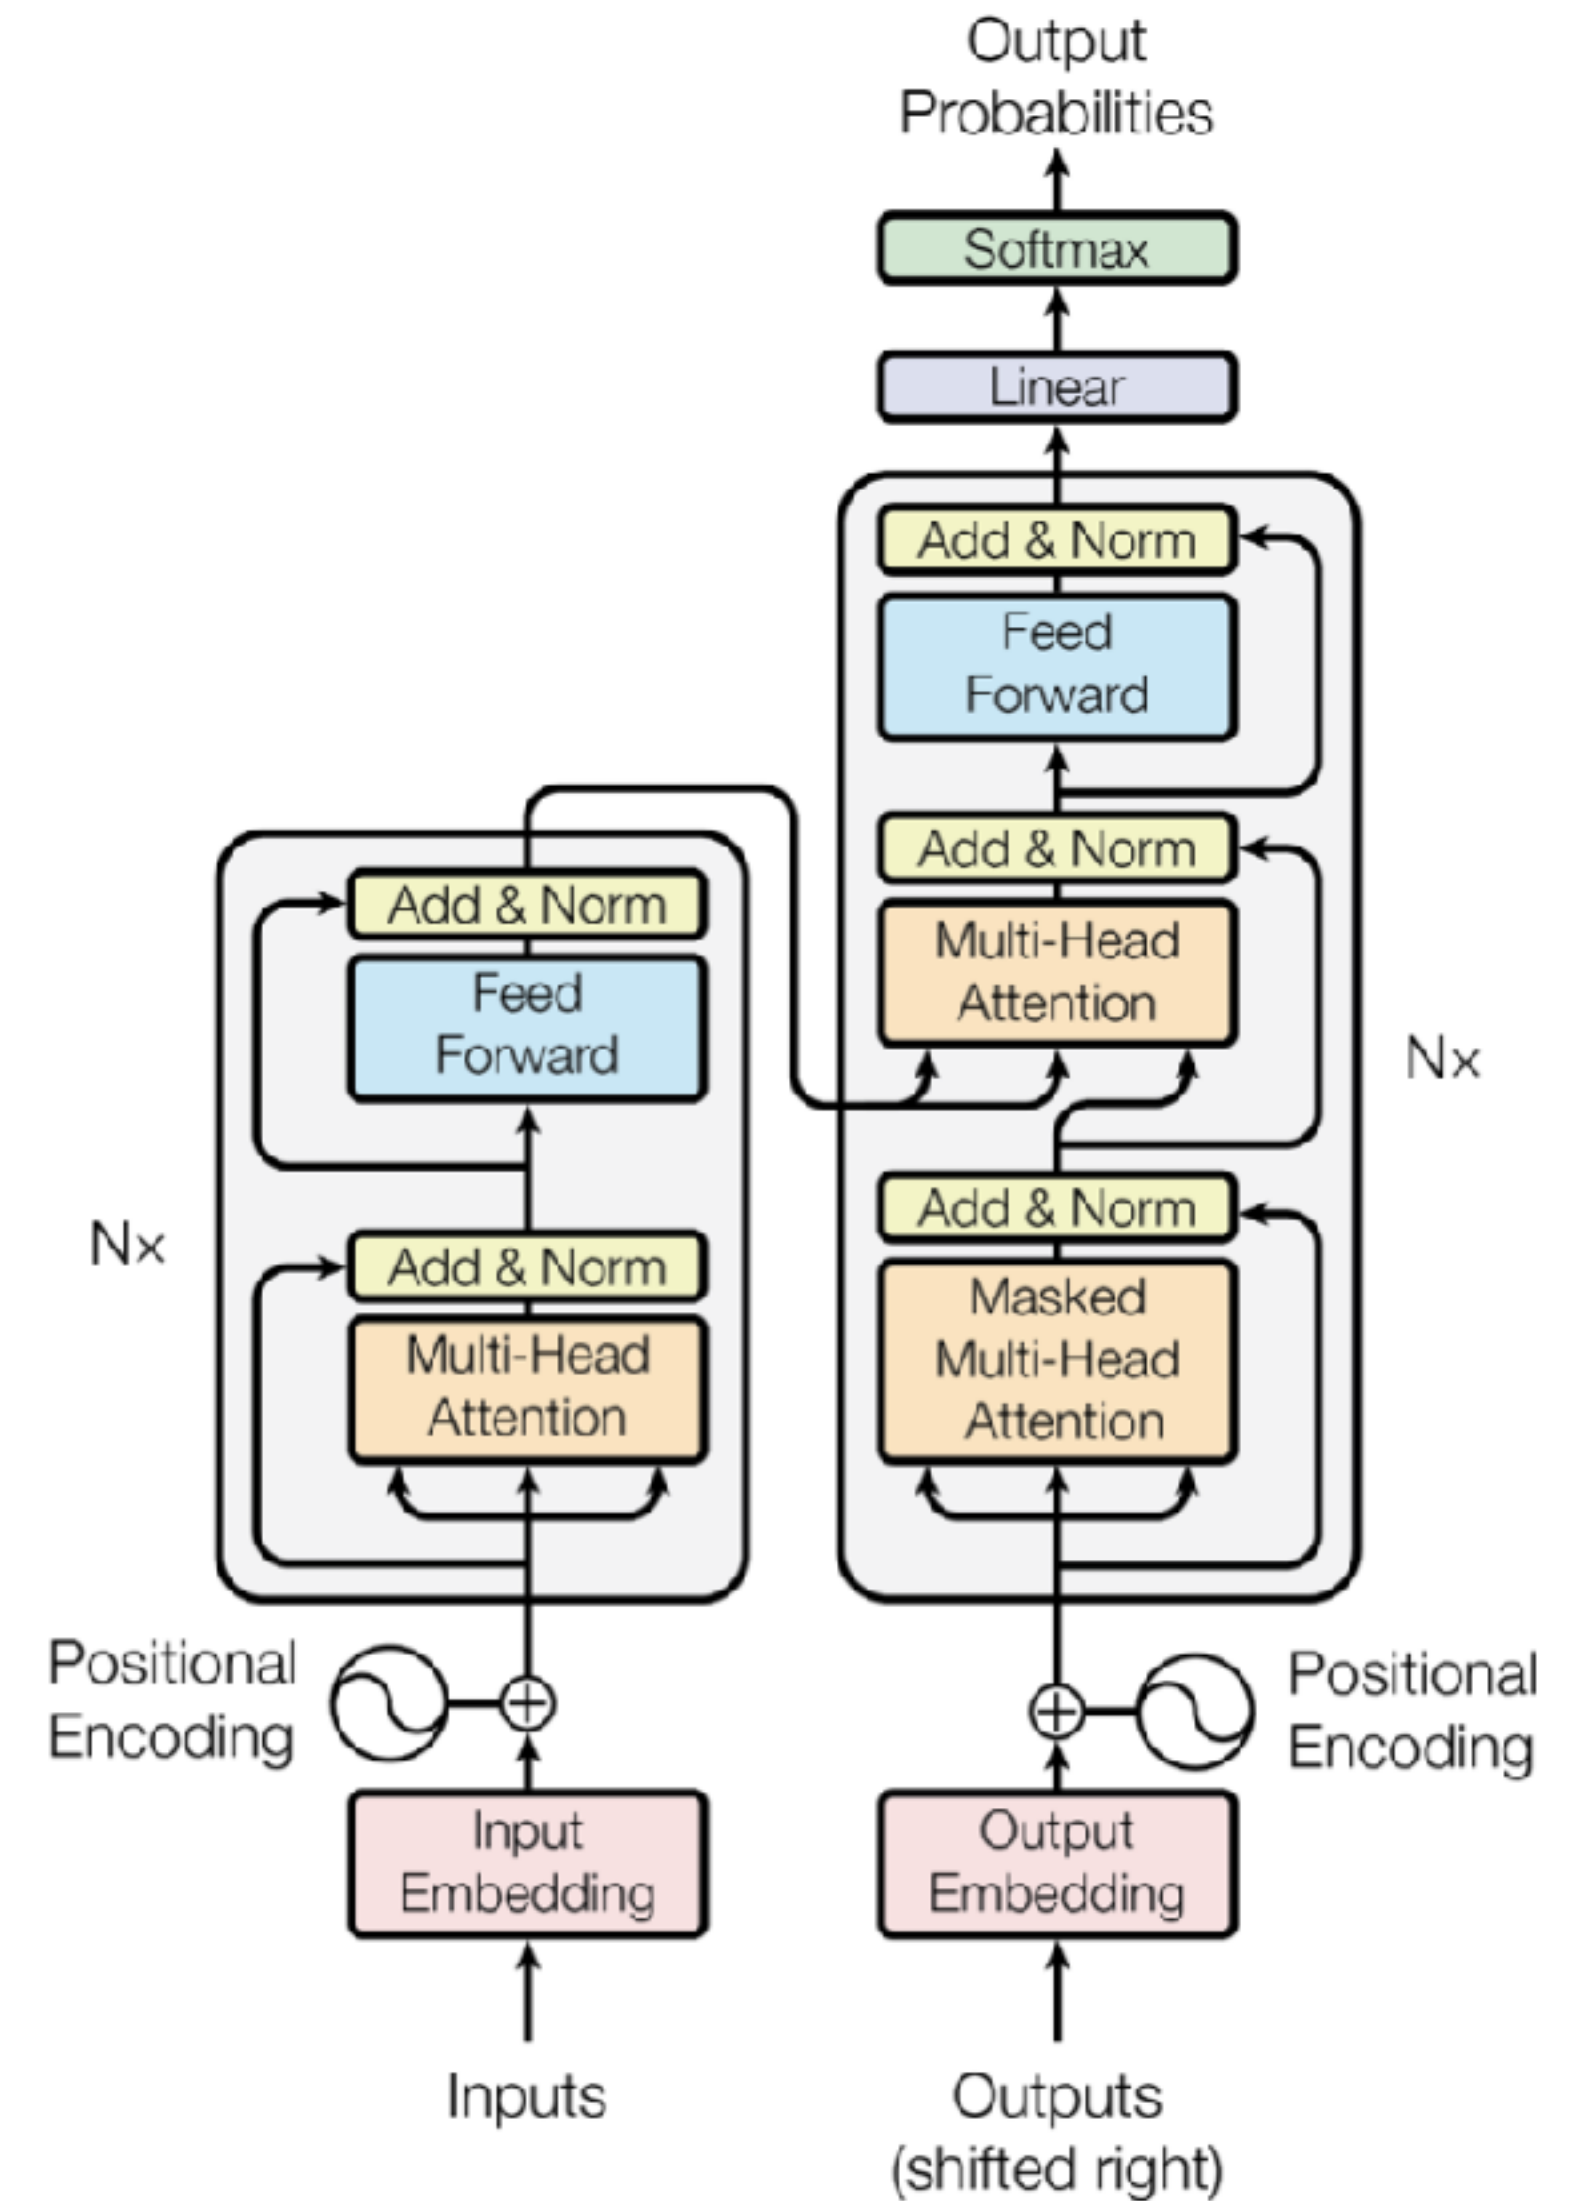 Output
Probabilities
Softmax
Linear
Add & Norm
Feed
Forward
Add & Norm
Multi-Head
Attention
Nx
Add & Norm
Masked
Multi-Head
Attention
Add & Norm
Feed
Forward
Nx
Add & Norm
Multi-Head
Attention
Positional
Encoding
Positional
Encoding
Input
Embedding
Output
Embedding
Inputs
Outputs
(shifted right)